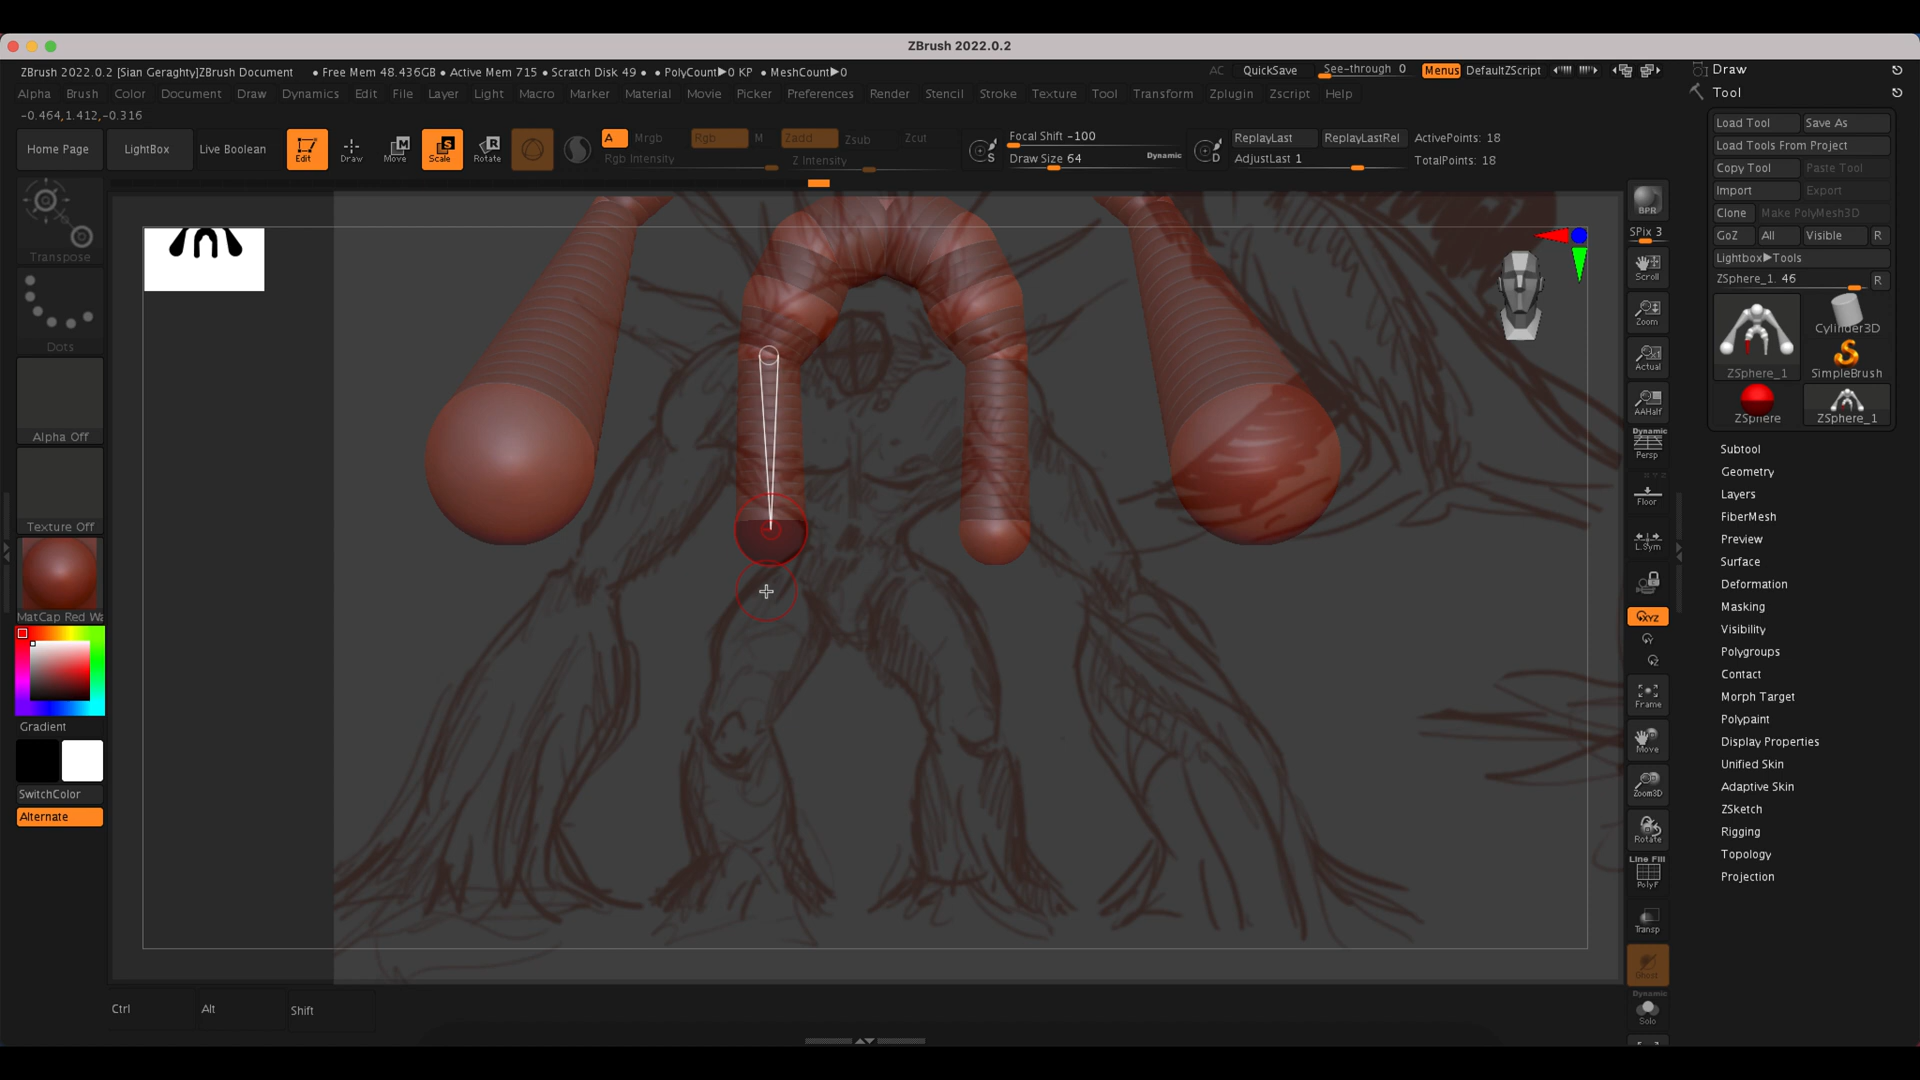 ZBrush 2022.0.2
ZBrush 2022.0.2 [Sian Geraghty]ZBrush Document • Free Mem 48.436GB • Active Mem 715 • Scratch Disk 49 • PolyCount▶0 KP • MeshCount▶0
AC QuickSave See-through 0 Menus DefaultZScript
Alpha Brush Color Document Draw Dynamics Edit File Layer Light Macro Marker Material Movie Picker Preferences Render Stencil Stroke Texture Tool Transform Zplugin Zscript Help
-0.464,1.412,-0.316
Home Page LightBox Live Boolean Edit Draw Move Scale Rotate
A Mrgb Rgb M Zadd Zsub Zcut
Rgb Intensity Z Intensity
Focal Shift -100
Draw Size 64 Dynamic
ReplayLast ReplayLastRel ActivePoints: 18
AdjustLast 1 TotalPoints: 18
Transpose
Dots
Alpha Off
Texture Off
MatCap Red Wa
Gradient
SwitchColor
Alternate
Ctrl Alt Shift
BPR
SPix 3
Scroll
Zoom
Actual
AAHalf
Dynamic
Persp
Floor
L.Sym
XYZ
Y
Z
Frame
Move
Zoom3D
Rotate
Line Fill
PolyF
Transp
Ghost
Dynamic
Solo
Draw
Tool
Load Tool Save As
Load Tools From Project
Copy Tool Paste Tool
Import Export
Clone Make PolyMesh3D
GoZ All Visible R
Lightbox▶Tools
ZSphere_1. 46 R
Cylinder3D
ZSphere_1 SimpleBrush
ZSphere ZSphere_1
Subtool
Geometry
Layers
FiberMesh
Preview
Surface
Deformation
Masking
Visibility
Polygroups
Contact
Morph Target
Polypaint
Display Properties
Unified Skin
Adaptive Skin
ZSketch
Rigging
Topology
Projection